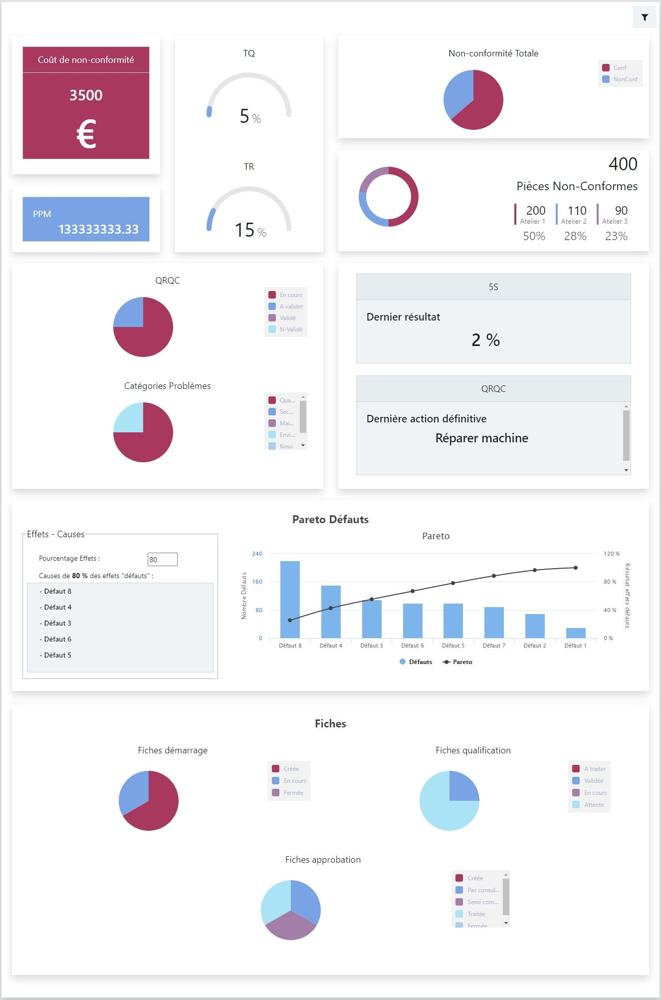 Coût de non-conformité
3500
€
PPM
133333333.33
TQ
5 %
TR
15 %
Non-conformité Totale
Conf
NonConf
400
Pièces Non-Conformes
200 110 90
Atelier 1 Atelier 2 Atelier 3
50% 28% 23%
QRQC
En cours
A valider
Validé
N-Validé
Catégories Problèmes
Qua...
Sec...
Mai...
Envi...
Kosu
5S
Dernier résultat
2 %
QRQC
Dernière action définitive
Réparer machine
Pareto Défauts
Effets - Causes
Pourcentage Effets : 80
Causes de 80 % des effets "défauts" :
- Défaut 8
- Défaut 4
- Défaut 3
- Défaut 6
- Défaut 5
Pareto
Nombre Défauts
240
160
80
0
120 %
80 %
40 %
0 %
Résultat effets défauts
Défaut 8 Défaut 4 Défaut 3 Défaut 6 Défaut 5 Défaut 7 Défaut 2 Défaut 1
Défauts Pareto
Fiches
Fiches démarrage
Créée
En cours
Fermée
Fiches qualification
A traiter
Validée
En cours
Attente
Fiches approbation
Créée
Pas consul...
Semi cons...
Traitée
Fermée